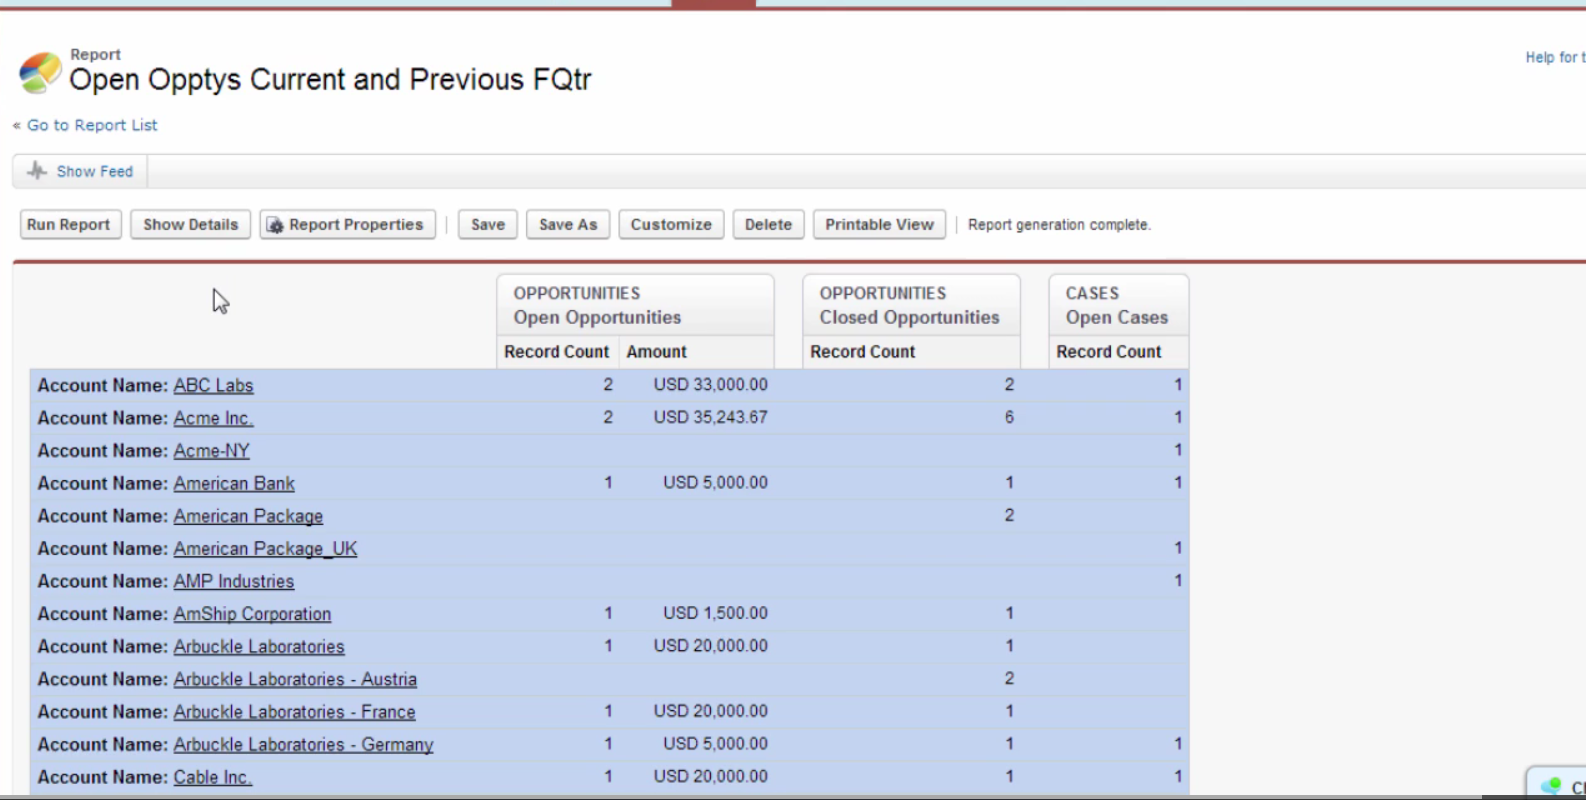 Report
Open Opptys Current and Previous FQtr
Help for t
« Go to Report List
Show Feed
Run Report Show Details Report Properties Save Save As Customize Delete Printable View Report generation complete.
OPPORTUNITIES OPPORTUNITIES CASES
Open Opportunities Closed Opportunities Open Cases
Record Count Amount Record Count Record Count
Account Name: ABC Labs 2 USD 33,000.00 2 1
Account Name: Acme Inc. 2 USD 35,243.67 6 1
Account Name: Acme-NY 1
Account Name: American Bank 1 USD 5,000.00 1 1
Account Name: American Package 2
Account Name: American Package_UK 1
Account Name: AMP Industries 1
Account Name: AmShip Corporation 1 USD 1,500.00 1
Account Name: Arbuckle Laboratories 1 USD 20,000.00 1
Account Name: Arbuckle Laboratories - Austria 2
Account Name: Arbuckle Laboratories - France 1 USD 20,000.00 1
Account Name: Arbuckle Laboratories - Germany 1 USD 5,000.00 1 1
Account Name: Cable Inc. 1 USD 20,000.00 1 1